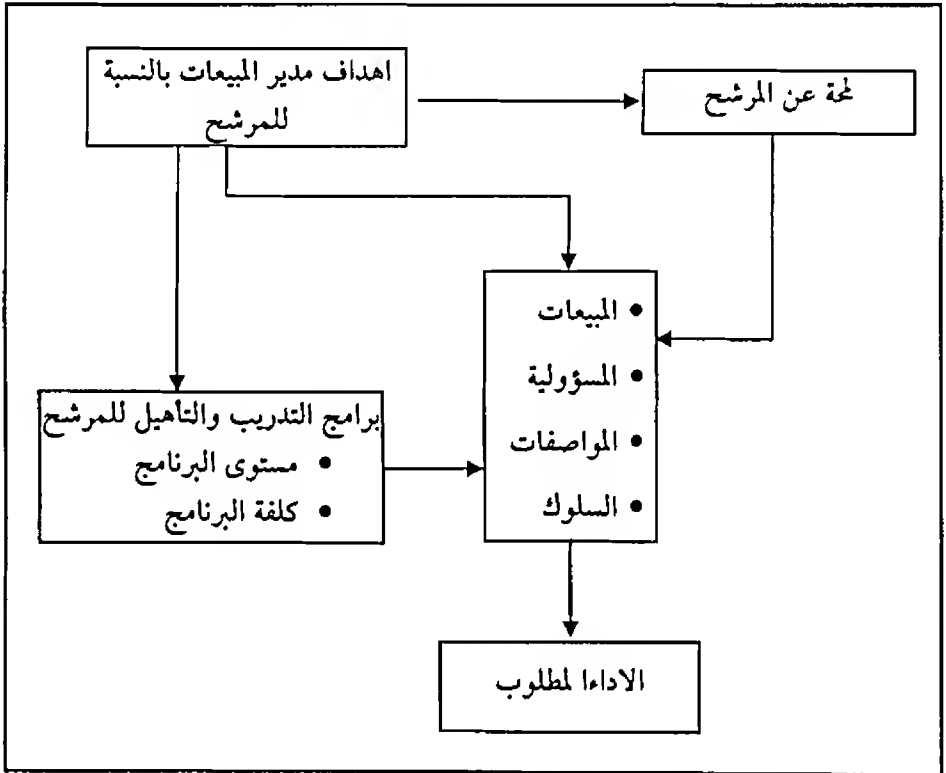 اهداف مدير المبيعات بالنسبة
للمرشح
لمحة عن المرشح
• المبيعات
• المسؤولية
• المواصفات
• السلوك
برامج التدريب والتأهيل للمرشح
• مستوى البرنامج
• كلفة البرنامج
الاداءا لمطلوب